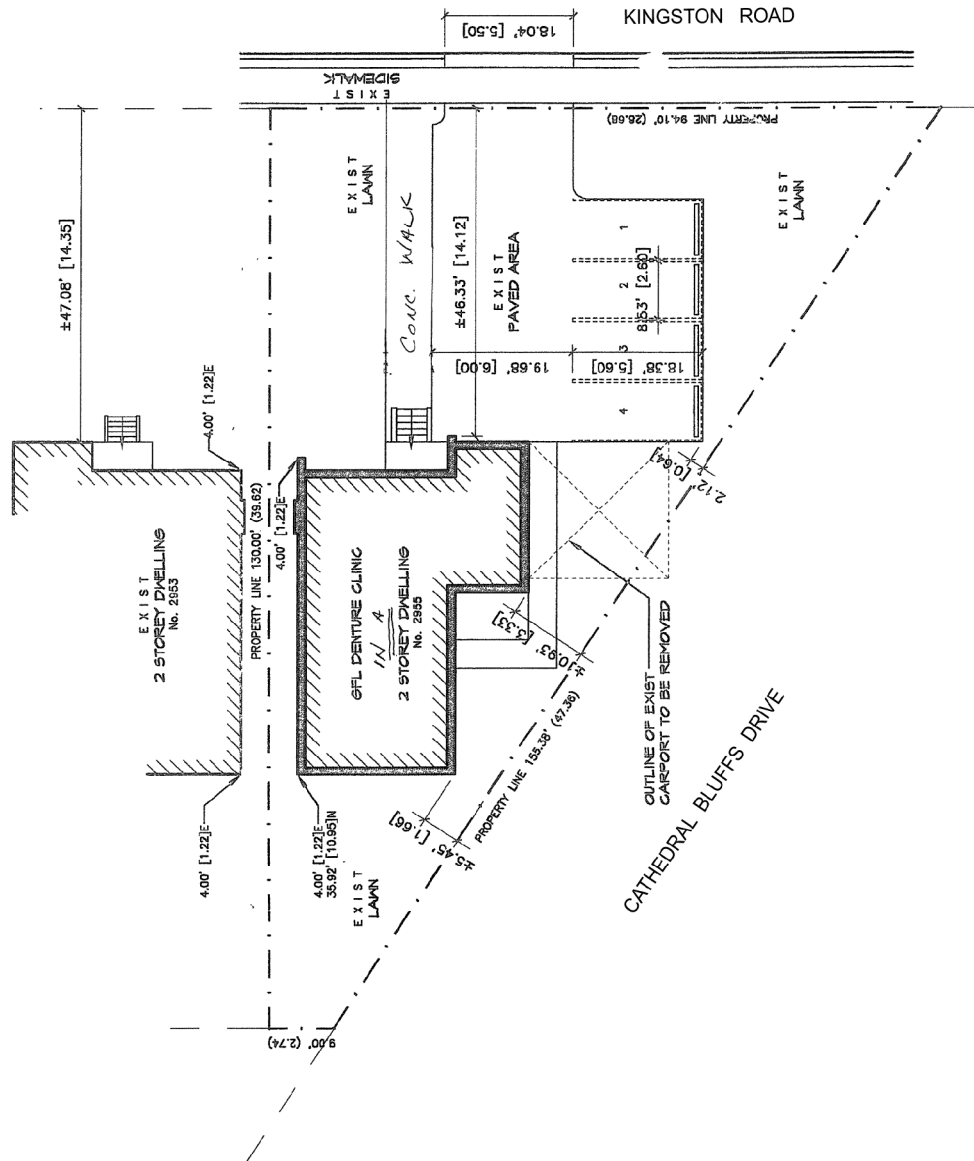 KINGSTON ROAD
18.04' [5.50]
EXIST
SIDEWALK
PROPERTY LINE 94.10' (28.68)
±47.08' [14.35]
EXIST
LAWN
CONC. WALK
±46.33' [14.12]
EXIST
PAVED AREA
EXIST
LAWN
1
2
3
4
8.53' [2.60]
19.68' [6.00]
18.38' [5.60]
4.00' [1.22]E
PROPERTY LINE 130.00' (39.62)
4.00' [1.22]E
2.12' [0.64]
EXIST
2 STOREY DWELLING
No. 2953
GFL DENTURE CLINIC
IN A
2 STOREY DWELLING
No. 2955
±10.93' [3.33]
OUTLINE OF EXIST
CARPORT TO BE REMOVED
PROPERTY LINE 155.38' (47.36)
CATHEDRAL BLUFFS DRIVE
±5.45' [1.66]
4.00' [1.22]E
4.00' [1.22]E
35.92' [10.95]N
EXIST
LAWN
9.00' (2.74)